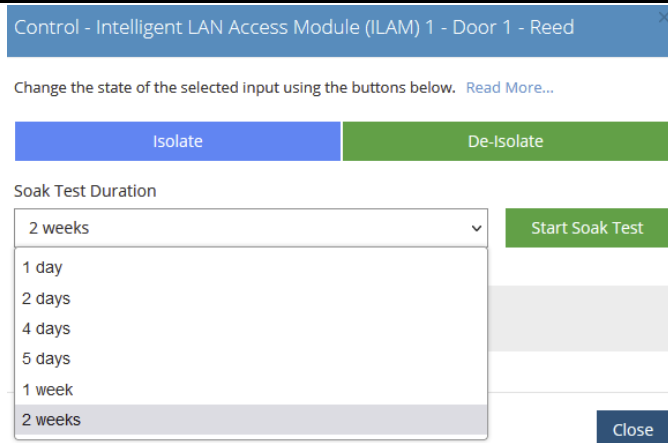 Control - Intelligent LAN Access Module (ILAM) 1 - Door 1 - Reed
Change the state of the selected input using the buttons below. Read More...
Isolate De-Isolate
Soak Test Duration
2 weeks Start Soak Test
1 day
2 days
4 days
5 days
1 week
2 weeks
Close